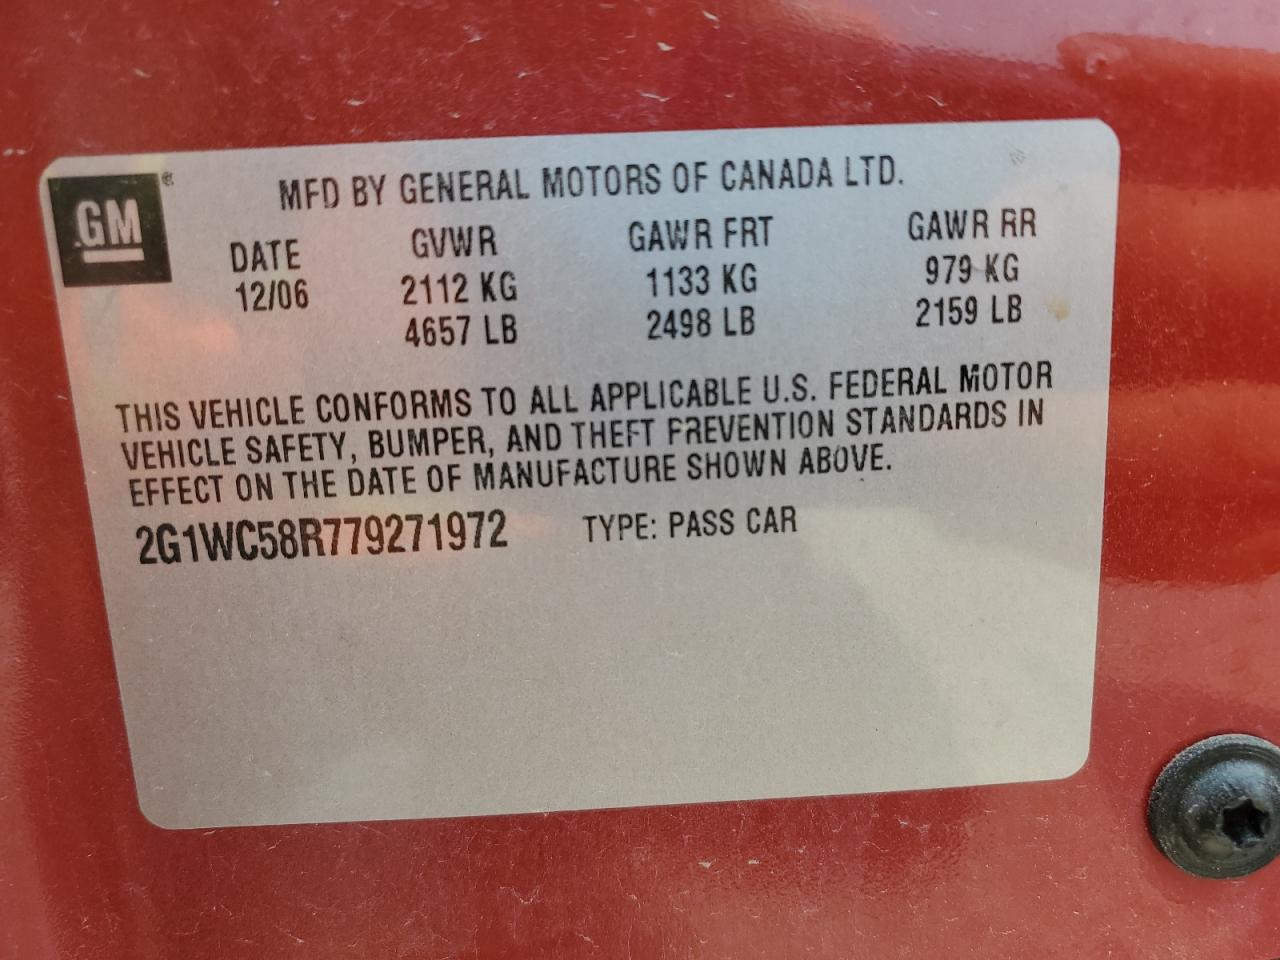 GM®
MFD BY GENERAL MOTORS OF CANADA LTD.
DATE GVWR GAWR FRT GAWR RR
12/06 2112 KG 1133 KG 979 KG
4657 LB 2498 LB 2159 LB
THIS VEHICLE CONFORMS TO ALL APPLICABLE U.S. FEDERAL MOTOR
VEHICLE SAFETY, BUMPER, AND THEFT PREVENTION STANDARDS IN
EFFECT ON THE DATE OF MANUFACTURE SHOWN ABOVE.
2G1WC58R779271972 TYPE: PASS CAR